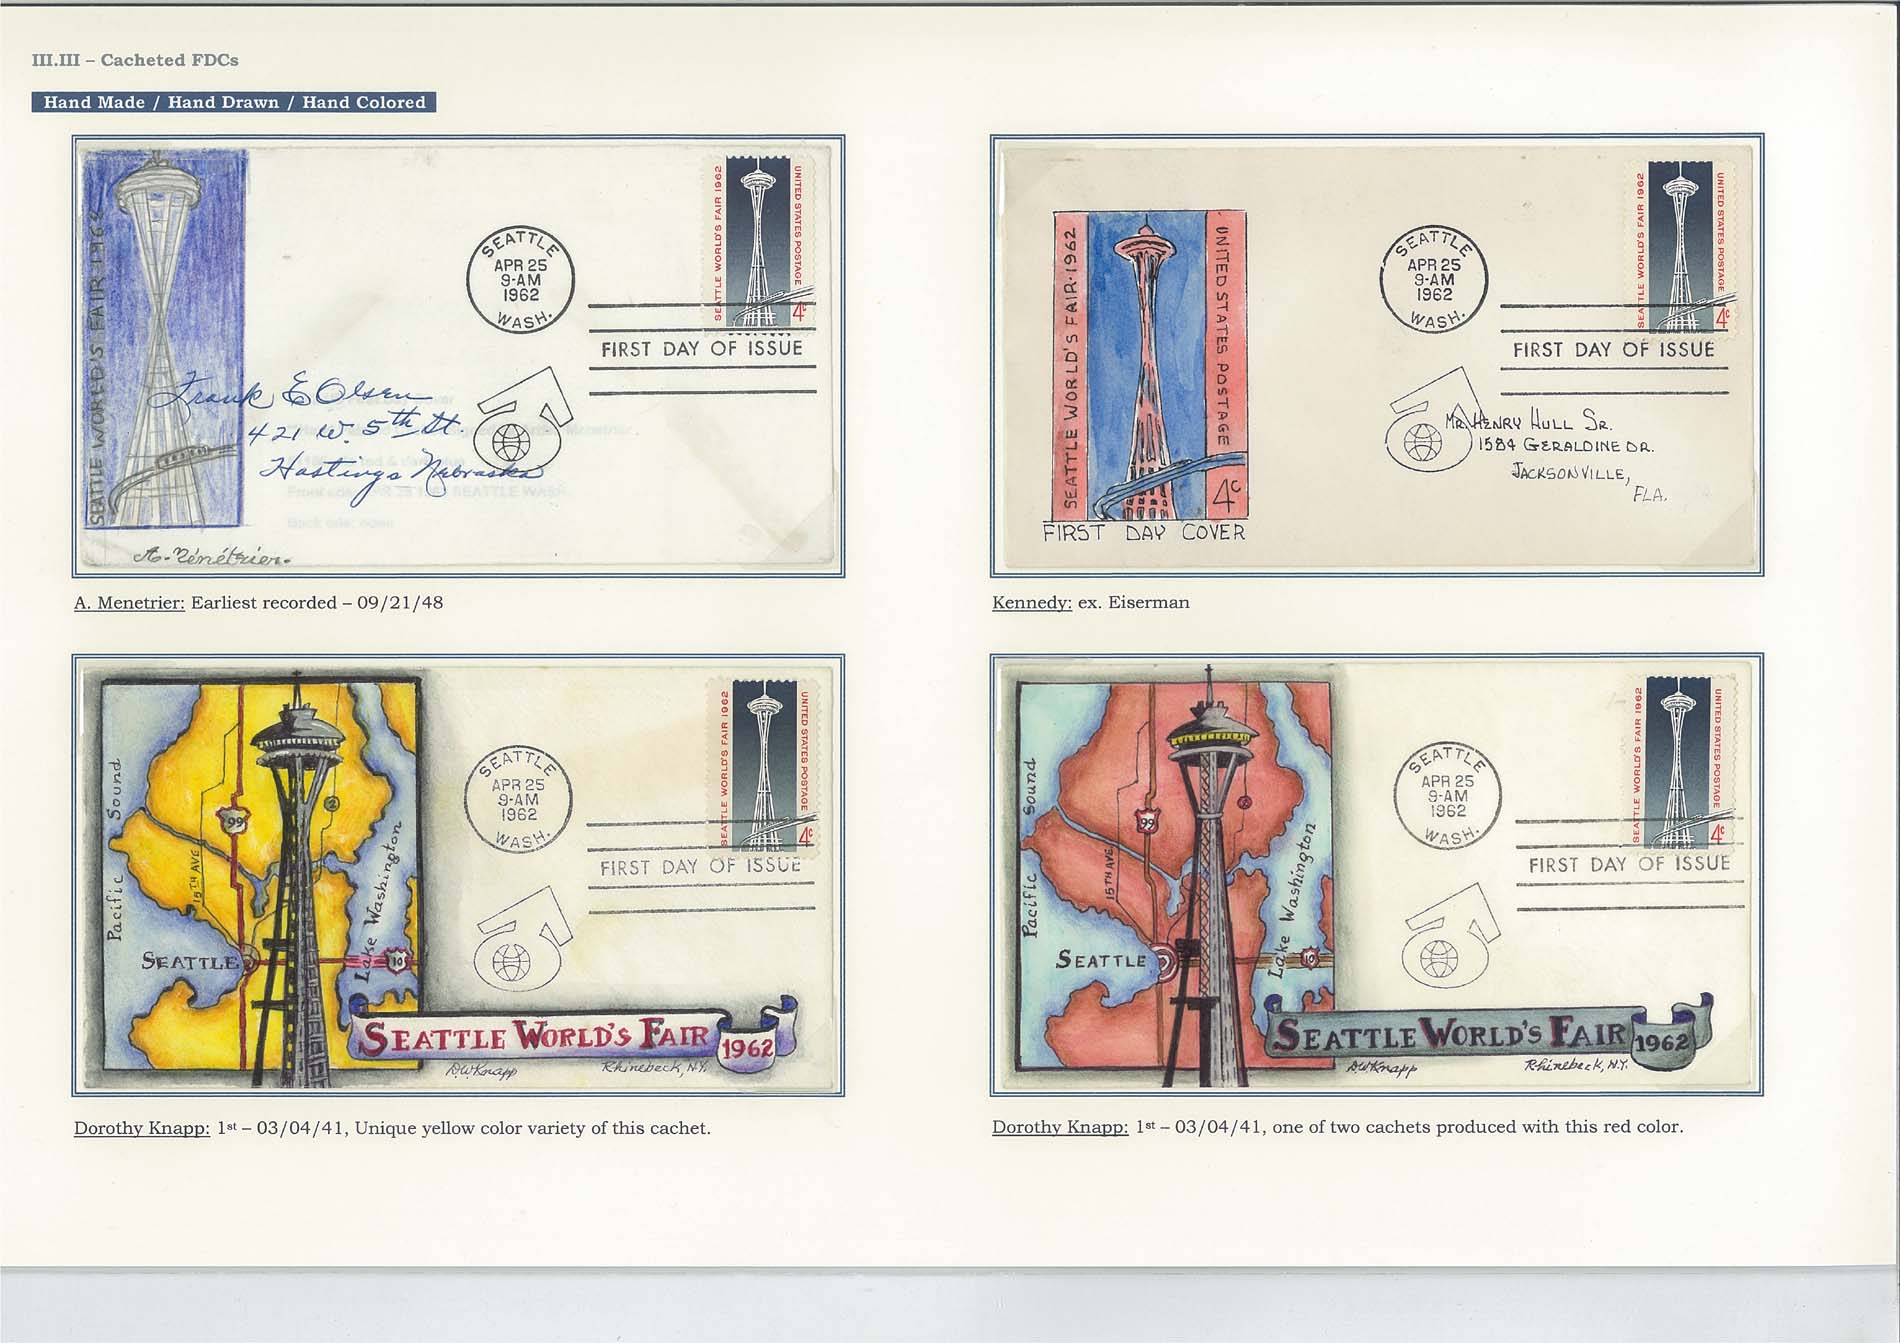 III.III – Cacheted FDCs
Hand Made / Hand Drawn / Hand Colored
SEATTLE WORLDS FAIR 1962
SEATTLE
APR 25
9-AM
1962
WASH.
SEATTLE WORLD'S FAIR 1962
UNITED STATES POSTAGE
4c
FIRST DAY OF ISSUE
Frank E Olsen
421 W. 5th St
Hastings Nebraska
A. Ménétrier.
A. Menetrier: Earliest recorded – 09/21/48
SEATTLE WORLD'S FAIR·1962
UNITED STATES POSTAGE
4c
FIRST DAY COVER
SEATTLE
APR 25
9-AM
1962
WASH.
SEATTLE WORLD'S FAIR 1962
UNITED STATES POSTAGE
4c
FIRST DAY OF ISSUE
MR. HENRY HULL SR.
1584 GERALDINE DR.
JACKSONVILLE,
FLA.
Kennedy: ex. Eiserman
Pacific Sound
99
2
15TH AVE
Lake Washington
SEATTLE
10
SEATTLE WORLD'S FAIR
1962
D.W.Knapp
Rhinebeck, N.Y.
SEATTLE
APR 25
9-AM
1962
WASH.
SEATTLE WORLD'S FAIR 1962
UNITED STATES POSTAGE
4c
FIRST DAY OF ISSUE
Dorothy Knapp: 1st – 03/04/41, Unique yellow color variety of this cachet.
Pacific Sound
99
2
15TH AVE
Lake Washington
SEATTLE
10
SEATTLE WORLD'S FAIR
1962
D.W.Knapp
Rhinebeck, N.Y.
SEATTLE
APR 25
9-AM
1962
WASH.
SEATTLE WORLD'S FAIR 1962
UNITED STATES POSTAGE
4c
FIRST DAY OF ISSUE
Dorothy Knapp: 1st – 03/04/41, one of two cachets produced with this red color.